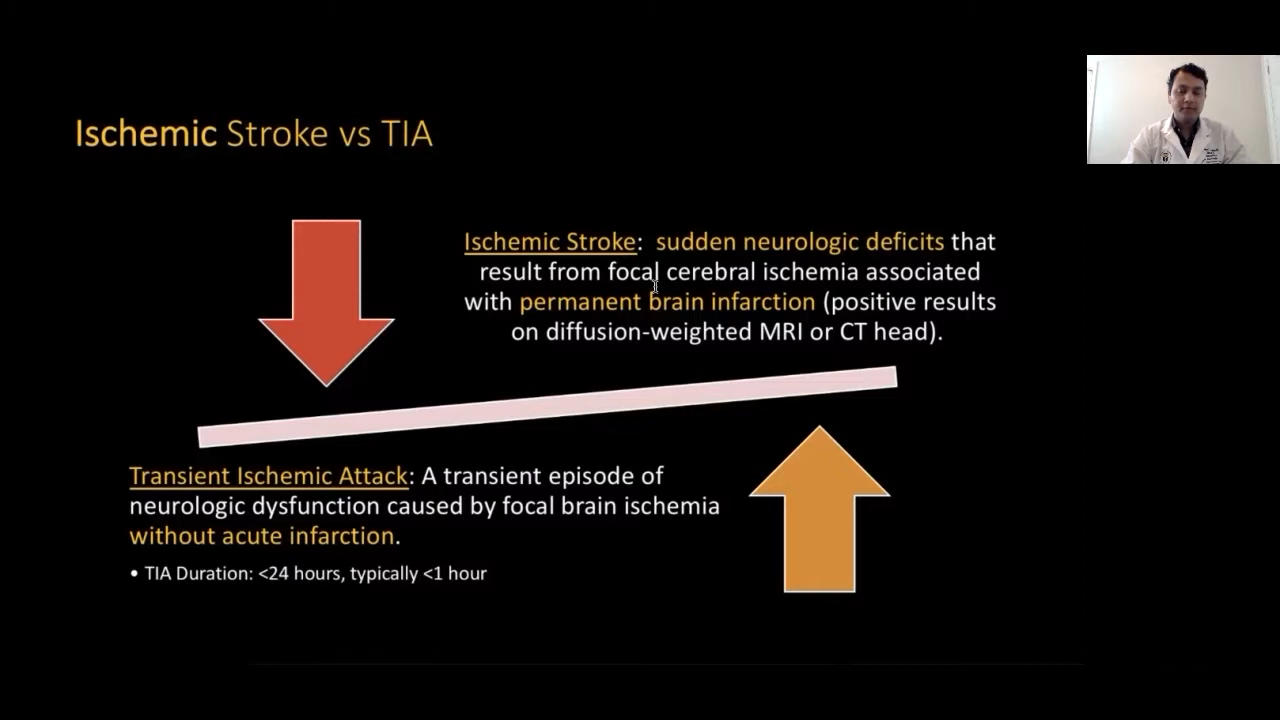 Ischemic Stroke vs TIA
Ischemic Stroke: sudden neurologic deficits that
result from focal cerebral ischemia associated
with permanent brain infarction (positive results
on diffusion-weighted MRI or CT head).
Transient Ischemic Attack: A transient episode of
neurologic dysfunction caused by focal brain ischemia
without acute infarction.
• TIA Duration: <24 hours, typically <1 hour